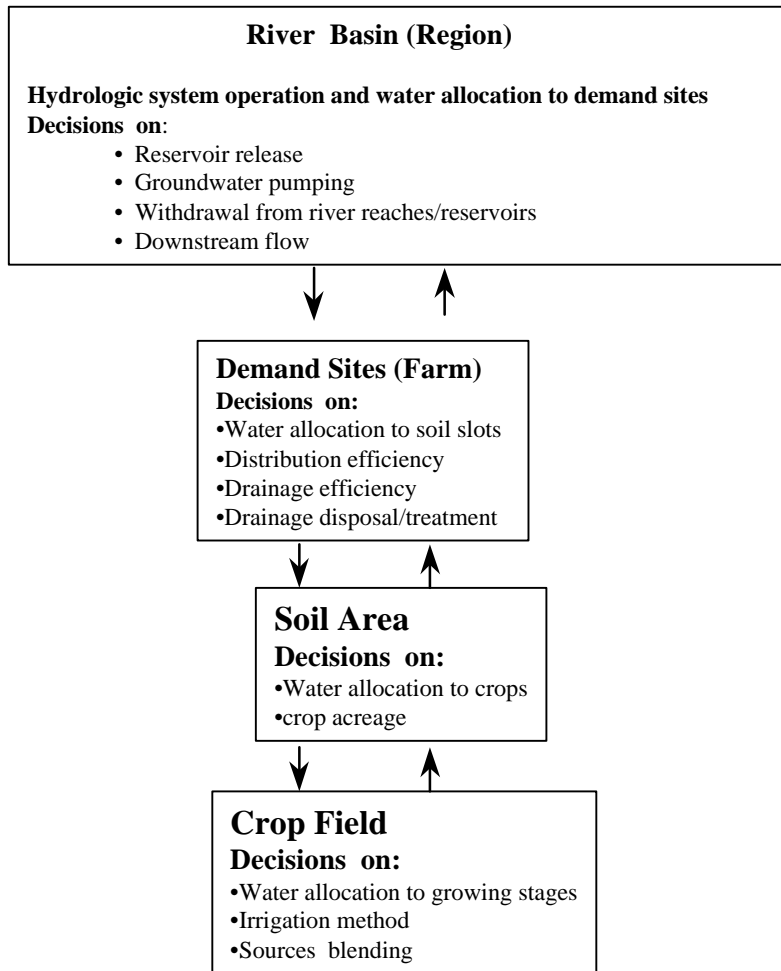 River Basin (Region)
Hydrologic system operation and water allocation to demand sites
Decisions on:
• Reservoir release
• Groundwater pumping
• Withdrawal from river reaches/reservoirs
• Downstream flow
Demand Sites (Farm)
Decisions on:
•Water allocation to soil slots
•Distribution efficiency
•Drainage efficiency
•Drainage disposal/treatment
Soil Area
Decisions on:
•Water allocation to crops
•crop acreage
Crop Field
Decisions on:
•Water allocation to growing stages
•Irrigation method
•Sources blending